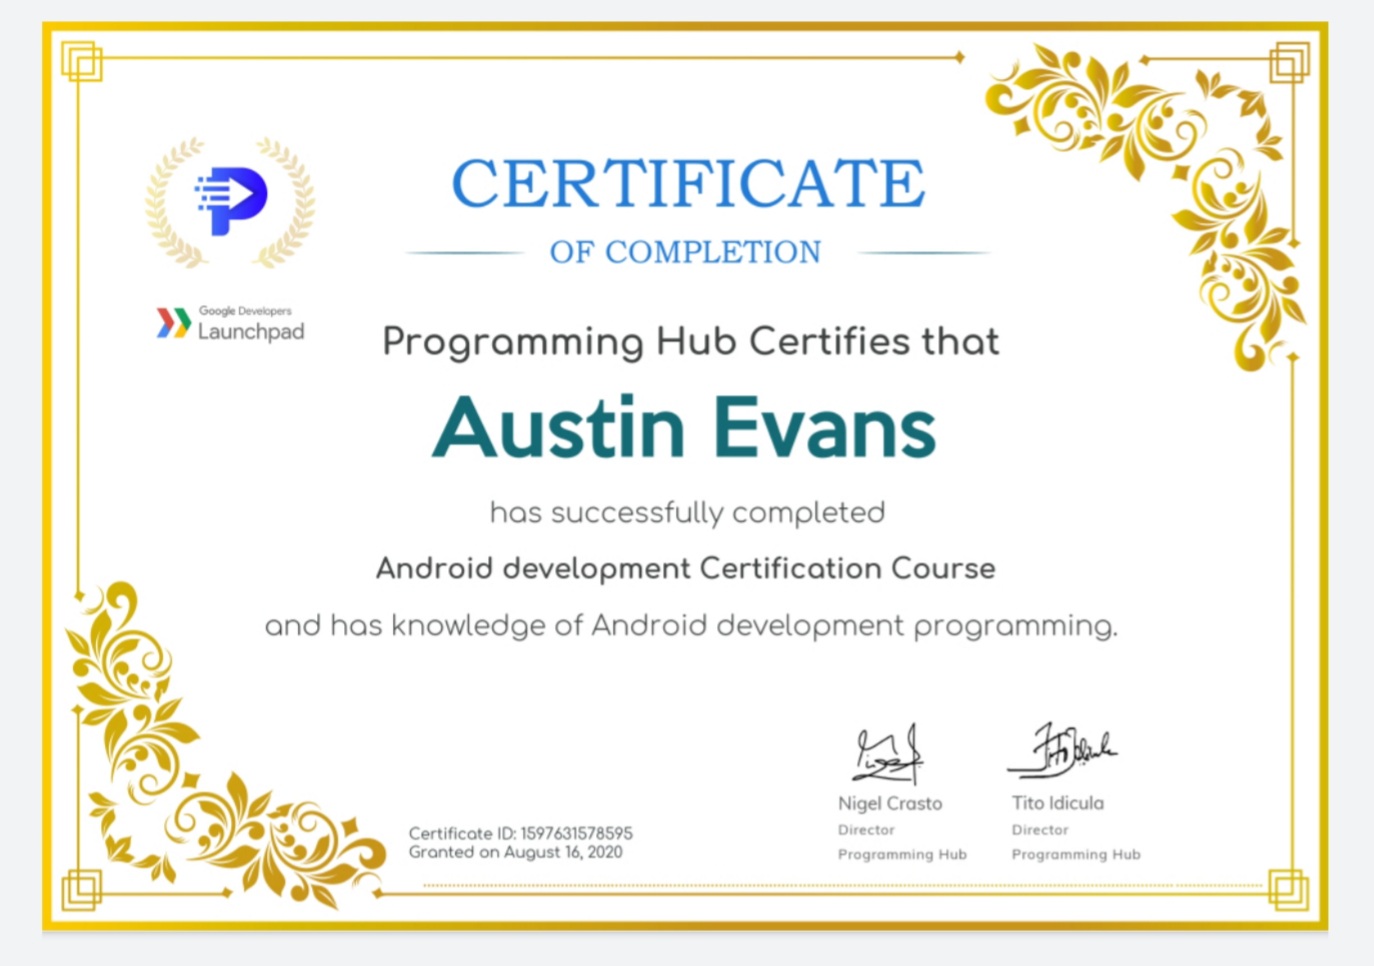 CERTIFICATE
OF COMPLETION
Google Developers
Launchpad
Programming Hub Certifies that
Austin Evans
has successfully completed
Android development Certification Course
and has knowledge of Android development programming.
Nigel Crasto
Director
Programming Hub
Tito Idicula
Director
Programming Hub
Certificate ID: 1597631578595
Granted on August 16, 2020